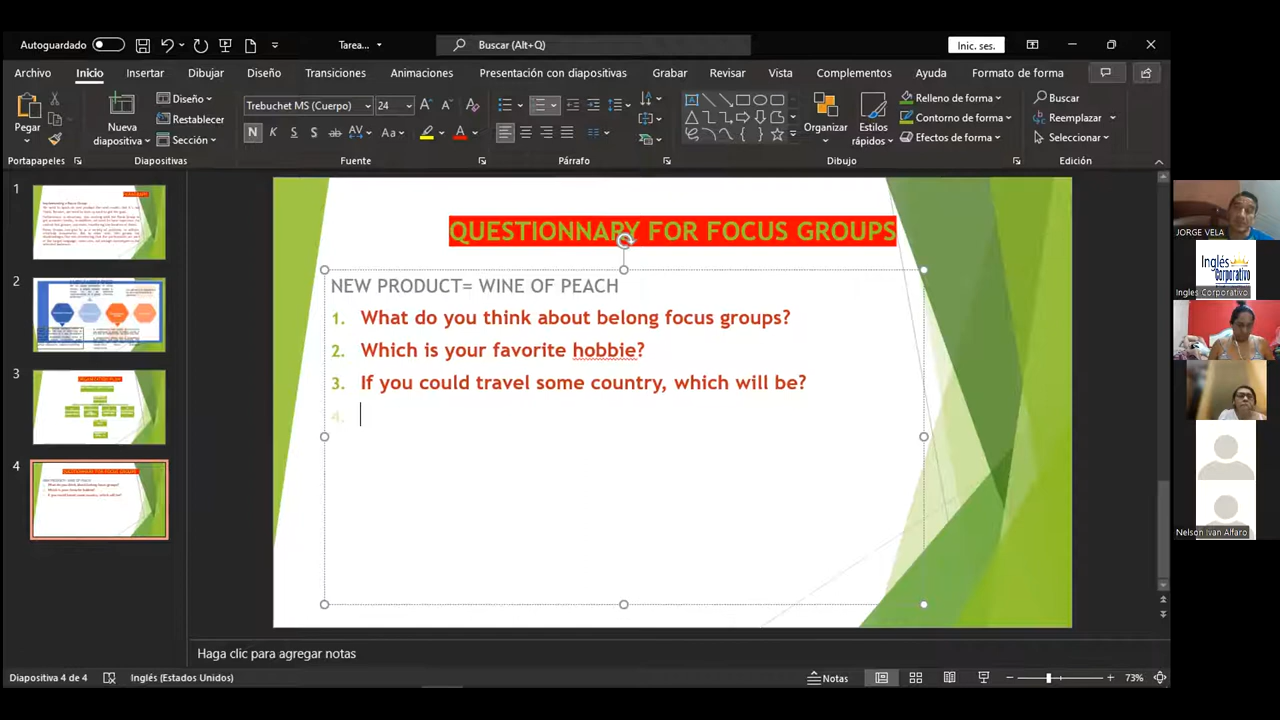 Autoguardado
Tarea...
Buscar (Alt+Q)
Inic. ses.
Archivo
Inicio
Insertar
Dibujar
Diseño
Transiciones
Animaciones
Presentación con diapositivas
Grabar
Revisar
Vista
Complementos
Ayuda
Formato de forma
Pegar
Nueva
diapositiva
Diseño
Restablecer
Sección
Trebuchet MS (Cuerpo)
24
N K S S ab AV Aa A
Organizar
Estilos
rápidos
Relleno de forma
Contorno de forma
Efectos de forma
Buscar
Reemplazar
Seleccionar
Portapapeles
Diapositivas
Fuente
Párrafo
Dibujo
Edición
1
2
3
4
QUESTIONNARY FOR FOCUS GROUPS
NEW PRODUCT= WINE OF PEACH
1. What do you think about belong focus groups?
2. Which is your favorite hobbie?
3. If you could travel some country, which will be?
4.
Haga clic para agregar notas
Diapositiva 4 de 4
Inglés (Estados Unidos)
Notas
73%
JORGE VELA
Inglés
Corporativo
Ingles Corporativo
Nelson Ivan Alfaro